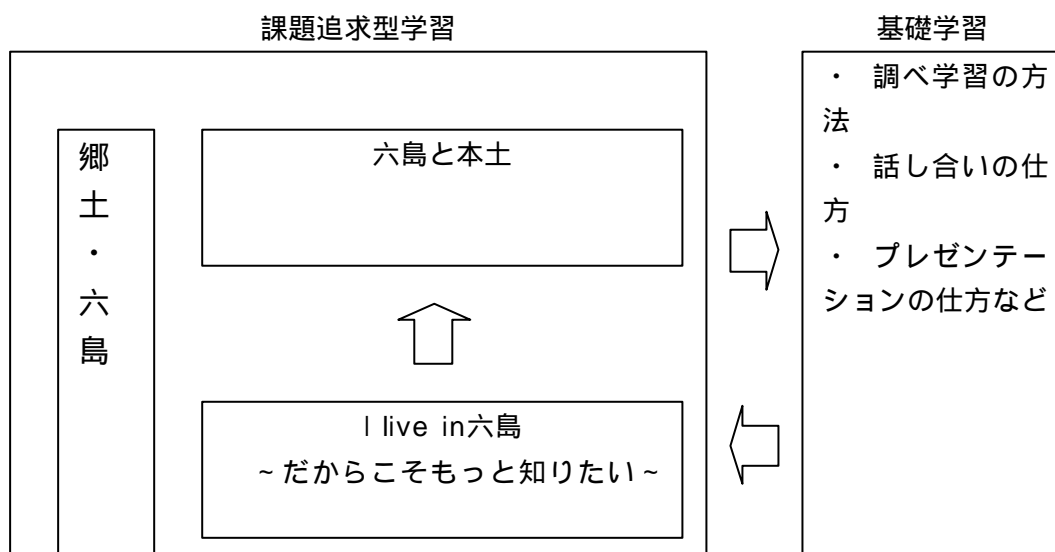 課題追求型学習
基礎学習
郷土・六島
六島と本土
I live in六島
~だからこそもっと知りたい~
・ 調べ学習の方
法
・ 話し合いの仕
方
・ プレゼンテー
ションの仕方など